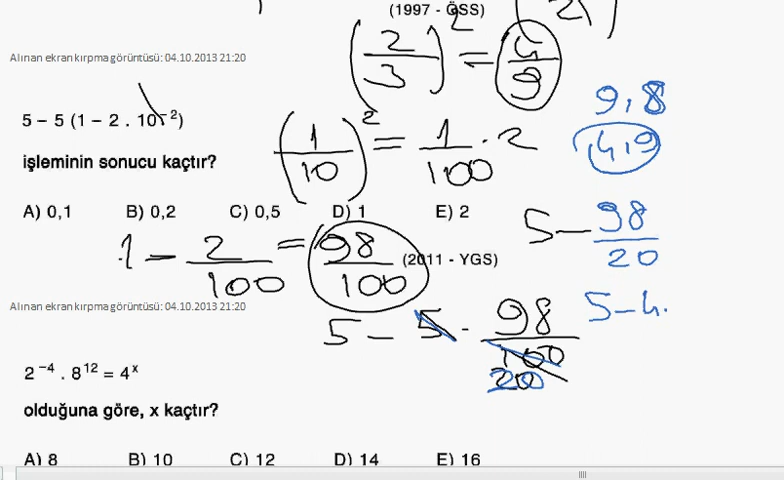 (1997 - ÖSS)
(2/3)² = 4/9
Alınan ekran kırpma görüntüsü: 04.10.2013 21:20
5 – 5 (1 – 2 . 10⁻²)
(1/10)² = 1/100 . 2
9,8
4,9
işleminin sonucu kaçtır?
A) 0,1 B) 0,2 C) 0,5 D) 1 E) 2
5 – 98/20
1 – 2/100 = 98/100
(2011 - YGS)
Alınan ekran kırpma görüntüsü: 04.10.2013 21:20
5 – 5 . 98/100
20
5 – 4.
2⁻⁴ . 8¹² = 4ˣ
olduğuna göre, x kaçtır?
A) 8 B) 10 C) 12 D) 14 E) 16